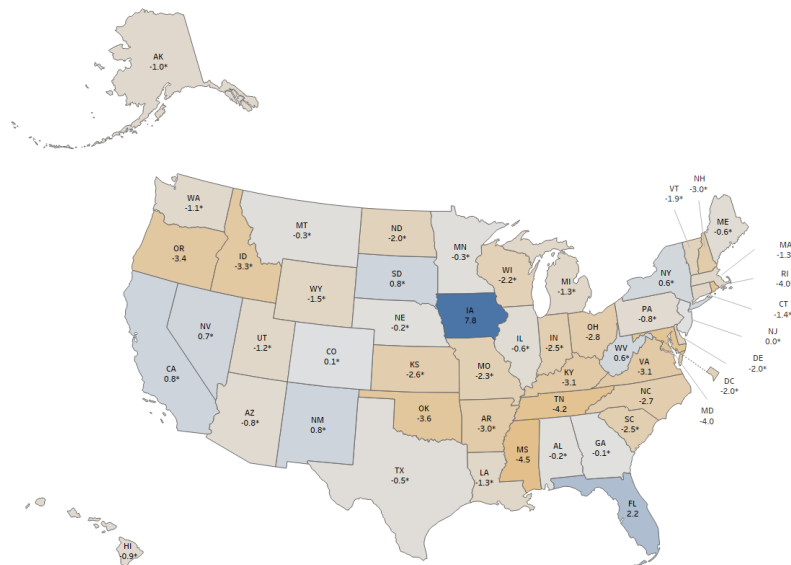 AK
-1.0*
NH
-3.0*
VT
-1.9*
WA
-1.1*
MT
-0.3*
ND
-2.0*
MN
-0.3*
ME
-0.6*
OR
-3.4
ID
-3.3*
WI
-2.2*
MI
-1.3*
NY
0.6*
MA
-1.3
SD
0.8*
WY
-1.5*
RI
-4.0
IA
7.8
PA
-0.8*
CT
-1.4*
NE
-0.2*
NV
0.7*
UT
-1.2*
CO
0.1*
IL
-0.6*
IN
-2.5*
OH
-2.8
NJ
0.0*
WV
0.6*
DE
-2.0*
CA
0.8*
KS
-2.6*
MO
-2.3*
KY
-3.1
VA
-3.1
DC
-2.0*
AZ
-0.8*
NM
0.8*
OK
-3.6
AR
-3.0*
TN
-4.2
NC
-2.7
MD
-4.0
SC
-2.5*
MS
-4.5
AL
-0.2*
GA
-0.1*
TX
-0.5*
LA
-1.3*
FL
2.2
HI
-0.9*